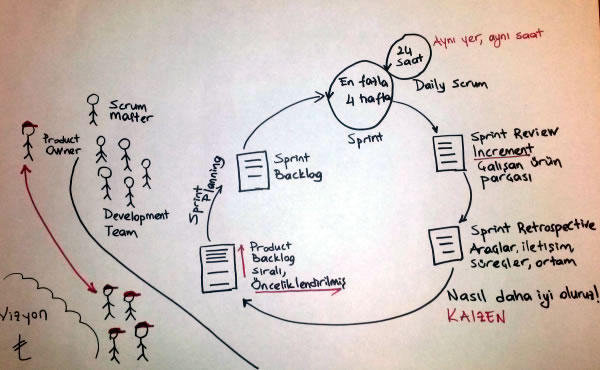 24
saat
Aynı yer, aynı saat
Daily Scrum
En fazla
4 hafta
Sprint
Scrum
Master
Product
Owner
Development
Team
Sprint Planning
Sprint
Backlog
Sprint Review
Increment
Çalışan ürün
parçası
Sprint Retrospective
Araçlar, iletişim,
süreçler, ortam
Product
Backlog
Sıralı,
Önceliklendirilmiş
Nasıl daha iyi oluruz!
KAIZEN
Vizyon
₺